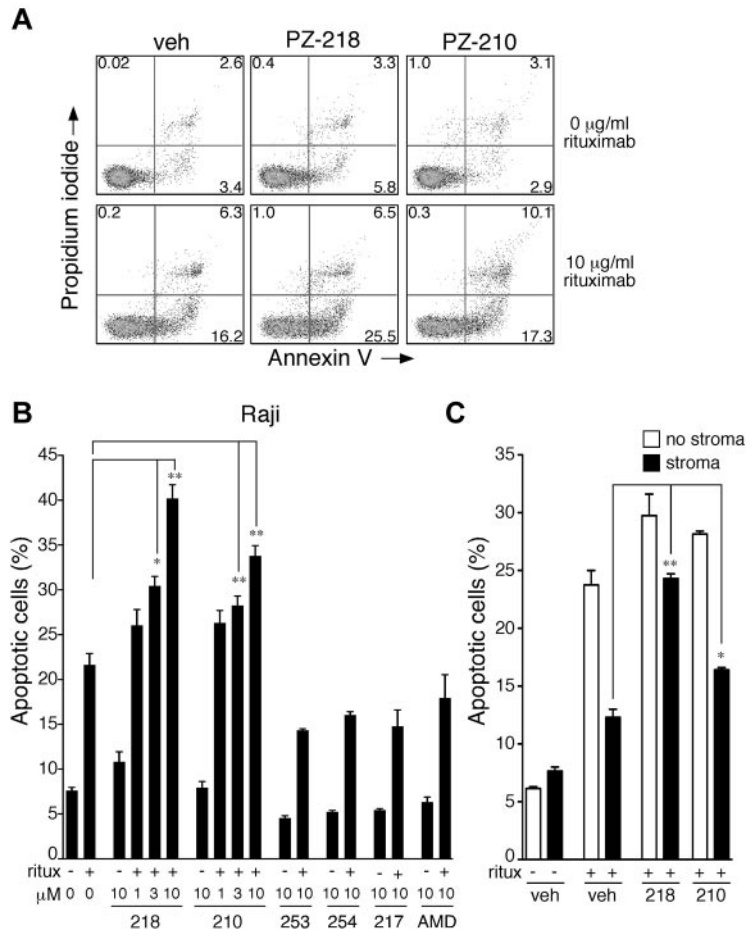 A
veh PZ-218 PZ-210
0.02 2.6 0.4 3.3 1.0 3.1
3.4 5.8 2.9
0 μg/ml
rituximab
0.2 6.3 1.0 6.5 0.3 10.1
16.2 25.5 17.3
10 μg/ml
rituximab
Propidium iodide
Annexin V
B
Raji
Apoptotic cells (%)
45
40
35
30
25
20
15
10
5
0
** ** * **
ritux - + - + + + - + + + - + - + - + - +
μM 0 0 10 1 3 10 10 1 3 10 10 10 10 10 10 10 10 10
218 210 253 254 217 AMD
C
no stroma
stroma
Apoptotic cells (%)
35
30
25
20
15
10
5
0
** *
ritux - - + + + + + +
veh veh 218 210